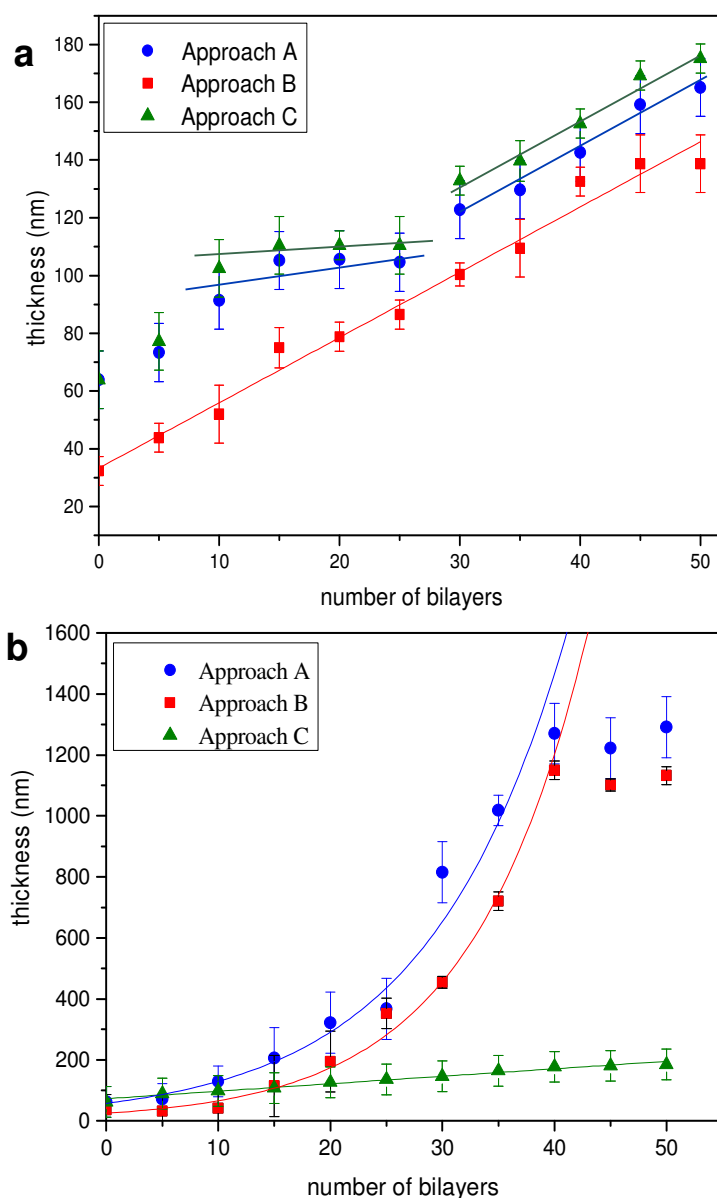 a
Approach A
Approach B
Approach C
180
160
140
120
100
80
60
40
20
thickness (nm)
0 10 20 30 40 50
number of bilayers
b
Approach A
Approach B
Approach C
1600
1400
1200
1000
800
600
400
200
0
thickness (nm)
0 10 20 30 40 50
number of bilayers